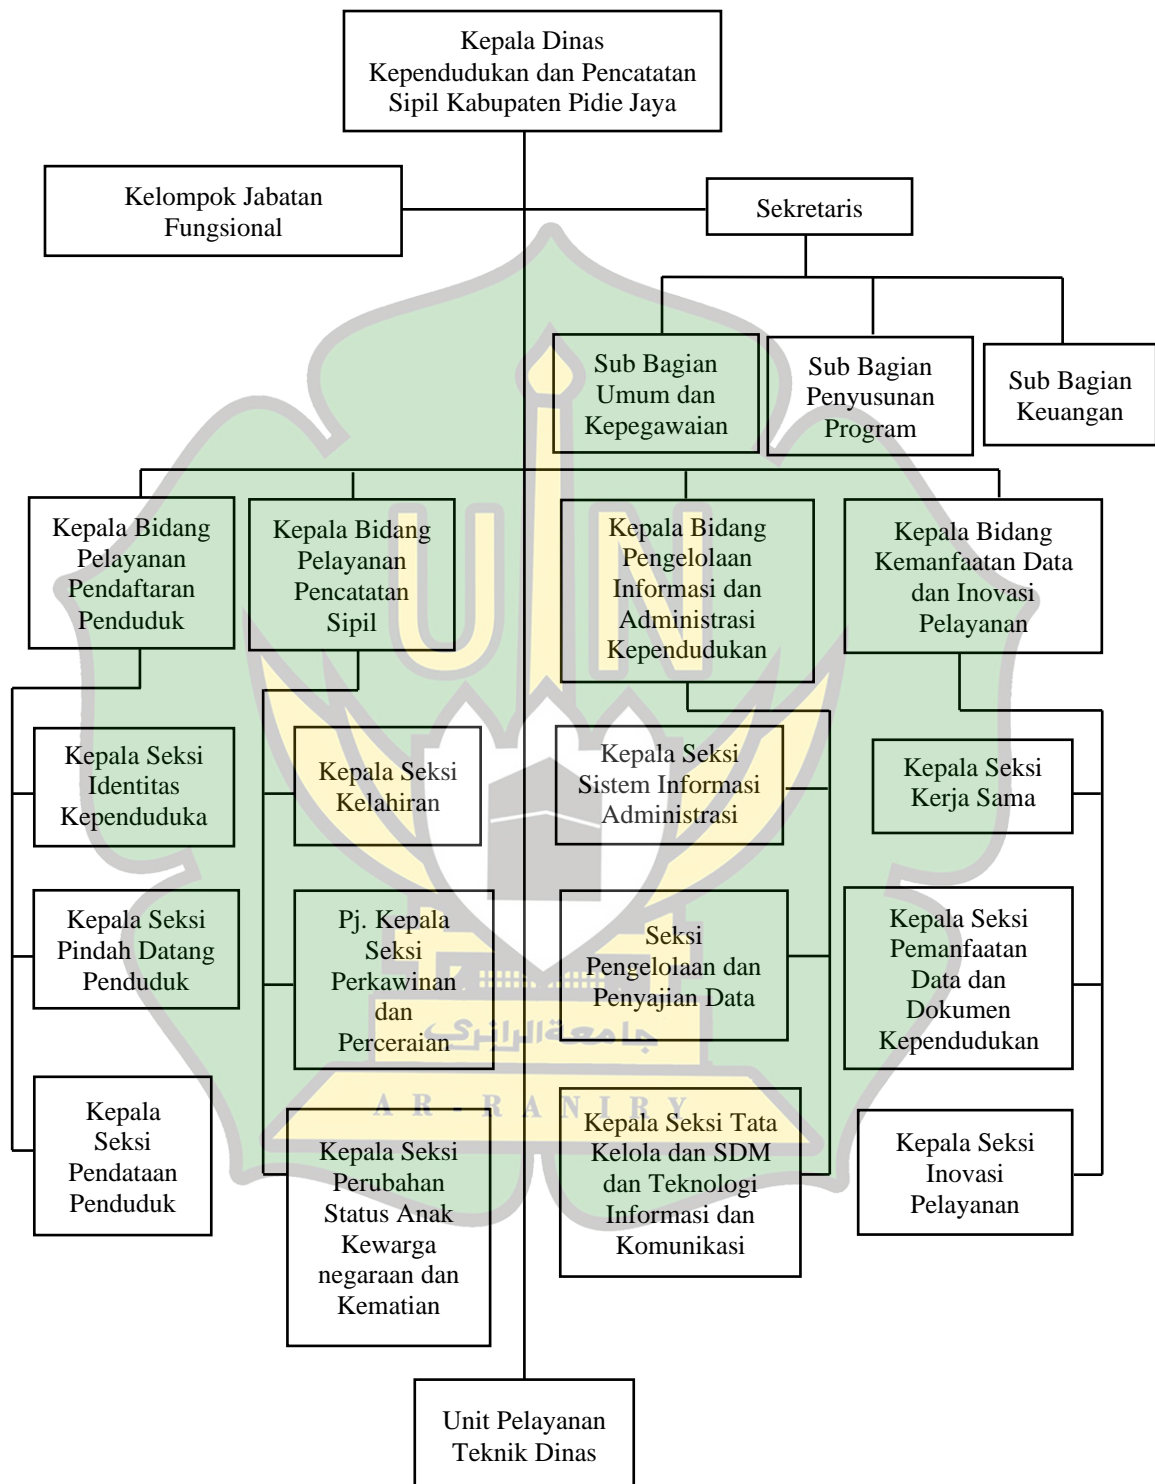 Kepala Dinas
Kependudukan dan Pencatatan
Sipil Kabupaten Pidie Jaya
Kelompok Jabatan
Fungsional
Sekretaris
Sub Bagian
Umum dan
Kepegawaian
Sub Bagian
Penyusunan
Program
Sub Bagian
Keuangan
Kepala Bidang
Pelayanan
Pendaftaran
Penduduk
Kepala Bidang
Pelayanan
Pencatatan
Sipil
Kepala Bidang
Pengelolaan
Informasi dan
Administrasi
Kependudukan
Kepala Bidang
Kemanfaatan Data
dan Inovasi
Pelayanan
UIN
Kepala Seksi
Identitas
Kependuduka
Kepala Seksi
Kelahiran
Kepala Seksi
Sistem Informasi
Administrasi
Kepala Seksi
Kerja Sama
Kepala Seksi
Pindah Datang
Penduduk
Pj. Kepala
Seksi
Perkawinan
dan
Perceraian
Seksi
Pengelolaan dan
Penyajian Data
Kepala Seksi
Pemanfaatan
Data dan
Dokumen
Kependudukan
جامعة الرانري
AR-RANIRY
Kepala
Seksi
Pendataan
Penduduk
Kepala Seksi
Perubahan
Status Anak
Kewarga
negaraan dan
Kematian
Kepala Seksi Tata
Kelola dan SDM
dan Teknologi
Informasi dan
Komunikasi
Kepala Seksi
Inovasi
Pelayanan
Unit Pelayanan
Teknik Dinas